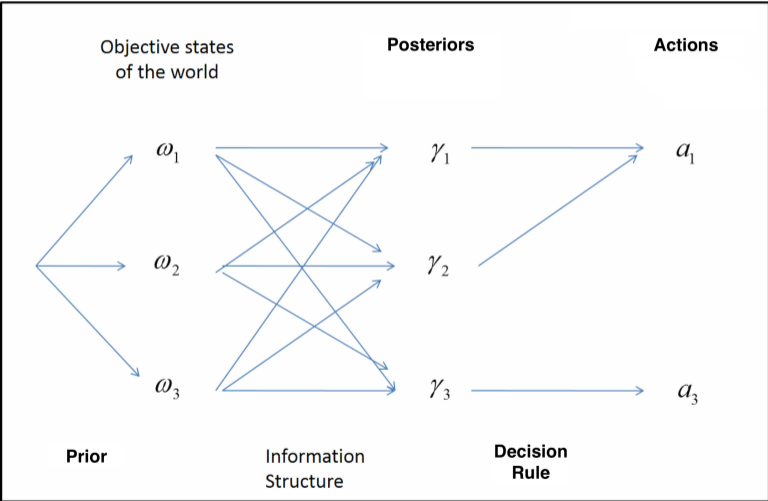 Objective states
of the world
Posteriors
Actions
ω₁
γ₁
a₁
ω₂
γ₂
ω₃
γ₃
a₃
Prior
Information
Structure
Decision
Rule